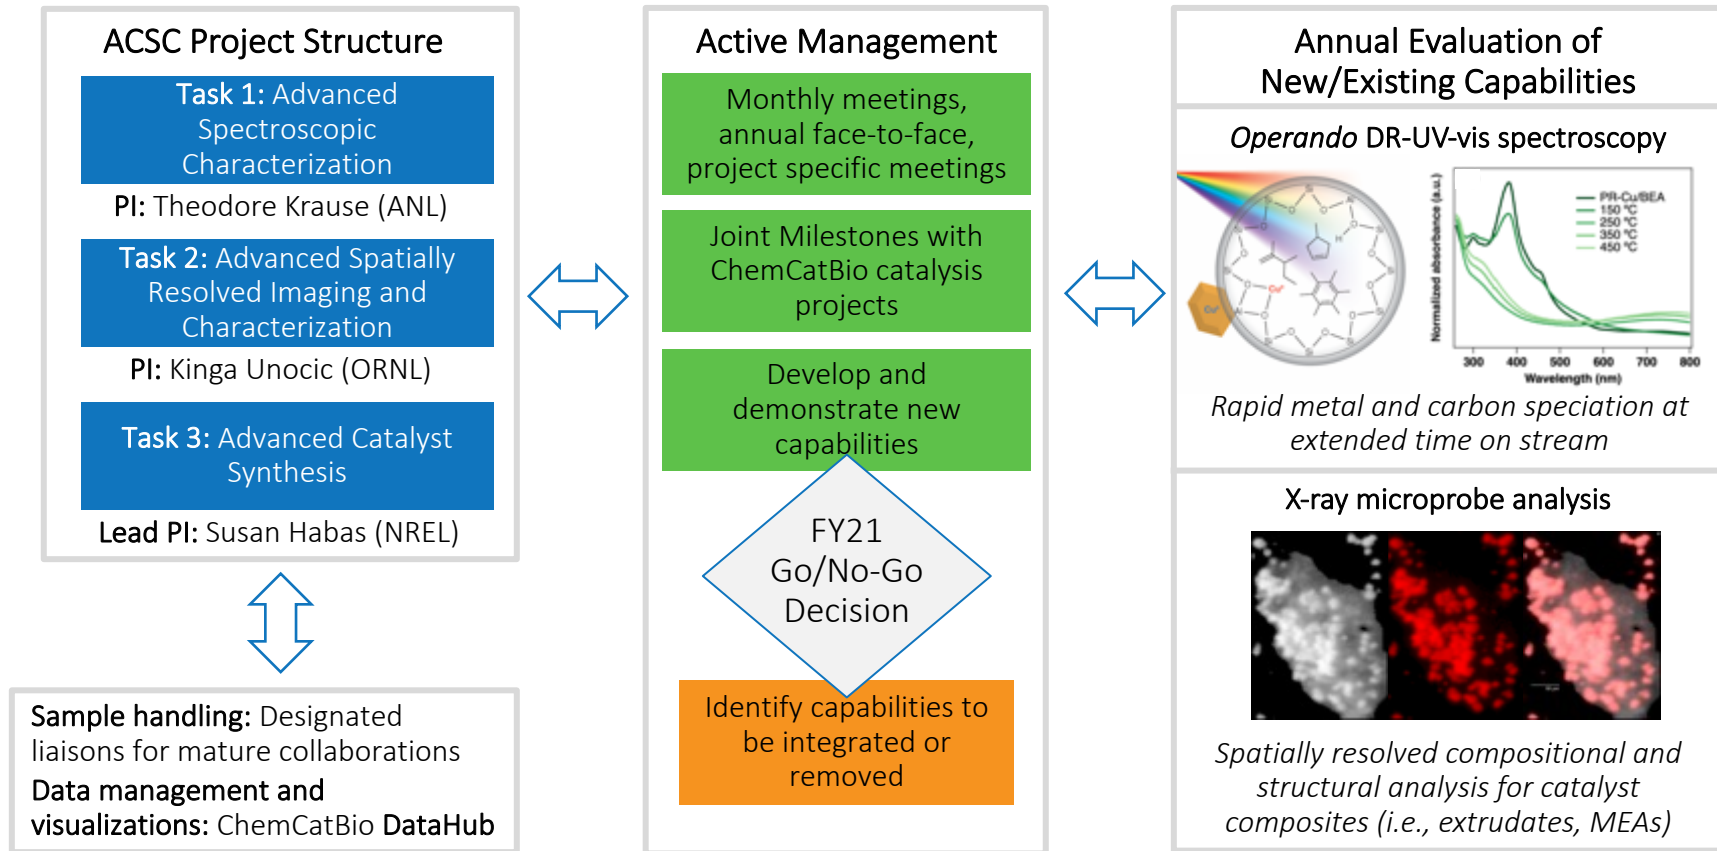 ACSC Project Structure
Task 1: Advanced
Spectroscopic
Characterization
PI: Theodore Krause (ANL)
Task 2: Advanced Spatially
Resolved Imaging and
Characterization
PI: Kinga Unocic (ORNL)
Task 3: Advanced Catalyst
Synthesis
Lead PI: Susan Habas (NREL)
Sample handling: Designated
liaisons for mature collaborations
Data management and
visualizations: ChemCatBio DataHub
Active Management
Monthly meetings,
annual face-to-face,
project specific meetings
Joint Milestones with
ChemCatBio catalysis
projects
Develop and
demonstrate new
capabilities
FY21
Go/No-Go
Decision
Identify capabilities to
be integrated or
removed
Annual Evaluation of
New/Existing Capabilities
Operando DR-UV-vis spectroscopy
Normalized absorbance (a.u.)
PR-Cu/BEA
150 °C
250 °C
350 °C
450 °C
300 400 500 600 700 800
Wavelength (nm)
Rapid metal and carbon speciation at
extended time on stream
X-ray microprobe analysis
Spatially resolved compositional and
structural analysis for catalyst
composites (i.e., extrudates, MEAs)